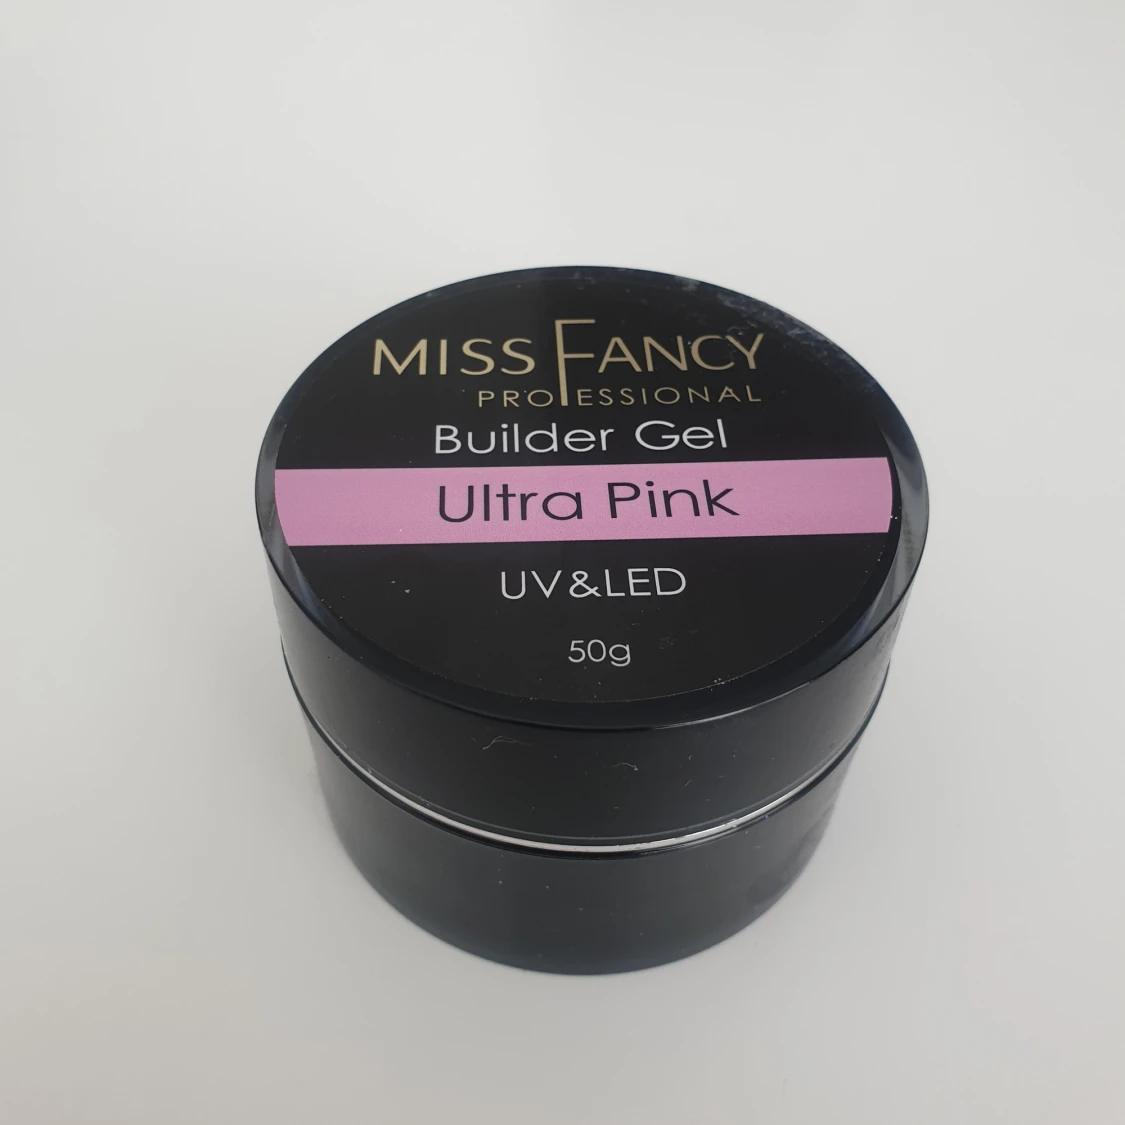 MISS FANCY
PROFESSIONAL
Builder Gel
Ultra Pink
UV&LED
50g